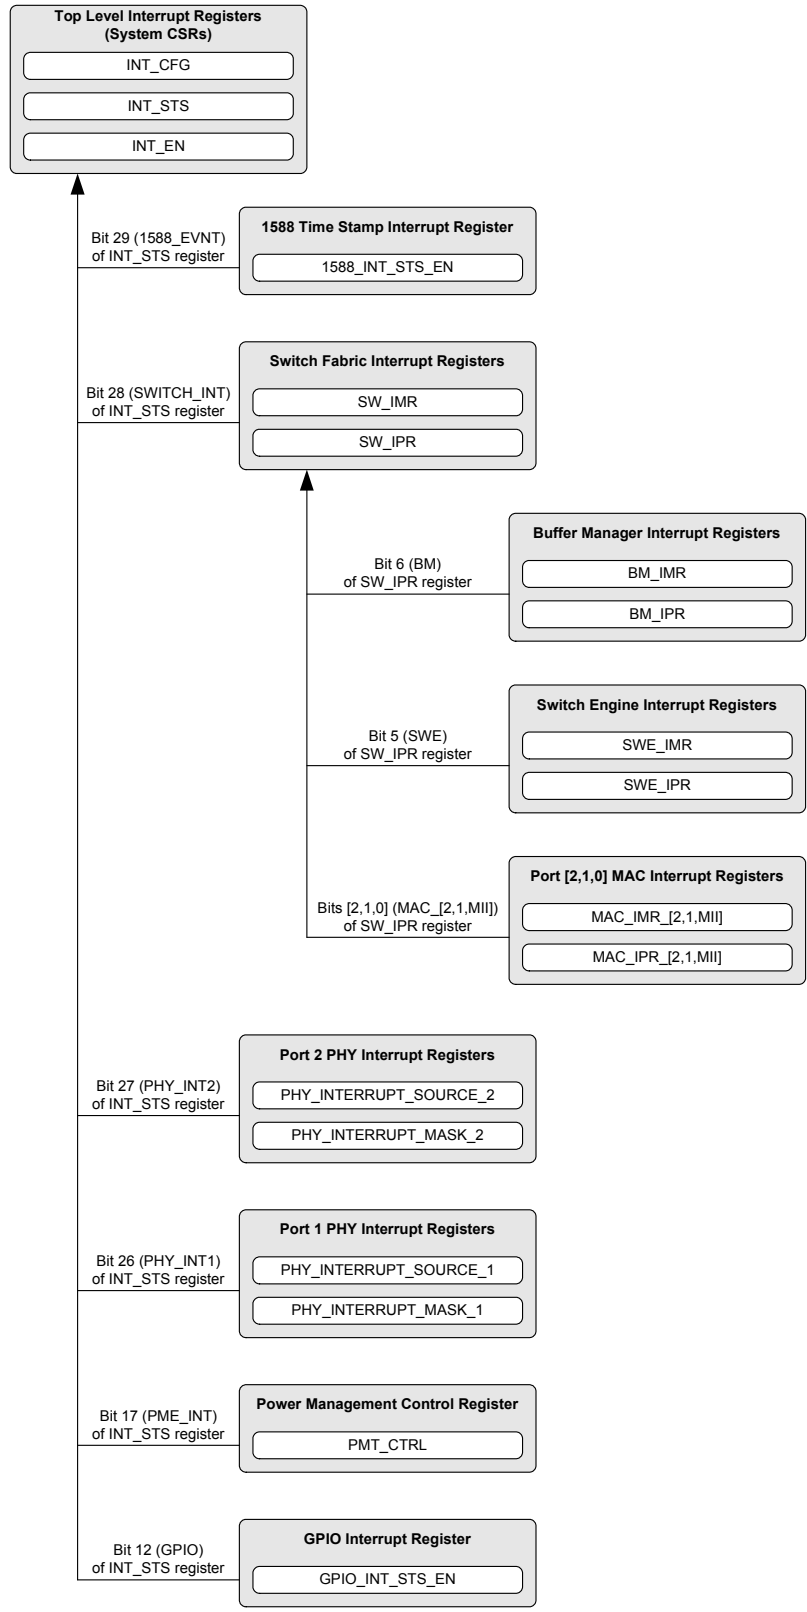 Top Level Interrupt Registers
(System CSRs)
INT_CFG
INT_STS
INT_EN
Bit 29 (1588_EVNT)
of INT_STS register
1588 Time Stamp Interrupt Register
1588_INT_STS_EN
Bit 28 (SWITCH_INT)
of INT_STS register
Switch Fabric Interrupt Registers
SW_IMR
SW_IPR
Bit 6 (BM)
of SW_IPR register
Buffer Manager Interrupt Registers
BM_IMR
BM_IPR
Bit 5 (SWE)
of SW_IPR register
Switch Engine Interrupt Registers
SWE_IMR
SWE_IPR
Bits [2,1,0] (MAC_[2,1,MII])
of SW_IPR register
Port [2,1,0] MAC Interrupt Registers
MAC_IMR_[2,1,MII]
MAC_IPR_[2,1,MII]
Bit 27 (PHY_INT2)
of INT_STS register
Port 2 PHY Interrupt Registers
PHY_INTERRUPT_SOURCE_2
PHY_INTERRUPT_MASK_2
Bit 26 (PHY_INT1)
of INT_STS register
Port 1 PHY Interrupt Registers
PHY_INTERRUPT_SOURCE_1
PHY_INTERRUPT_MASK_1
Bit 17 (PME_INT)
of INT_STS register
Power Management Control Register
PMT_CTRL
Bit 12 (GPIO)
of INT_STS register
GPIO Interrupt Register
GPIO_INT_STS_EN